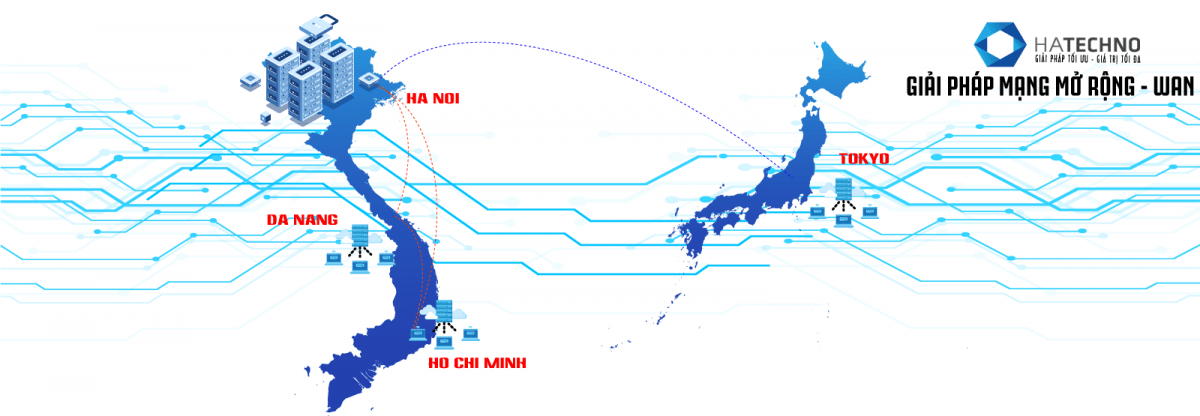 HATECHNO
GIẢI PHÁP TỐI ƯU - GIÁ TRỊ TỐI ĐA
GIẢI PHÁP MẠNG MỞ RỘNG - WAN
HA NOI
TOKYO
DA NANG
HO CHI MINH